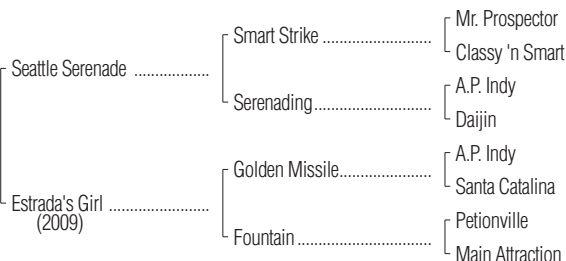 Mr. Prospector
Smart Strike ............................
Classy 'n Smart
Seattle Serenade ...................
A.P. Indy
Serenading..............................
Daijin
A.P. Indy
Golden Missile.......................
Santa Catalina
Estrada's Girl .........................
(2009)
Petionville
Fountain ..................................
Main Attraction